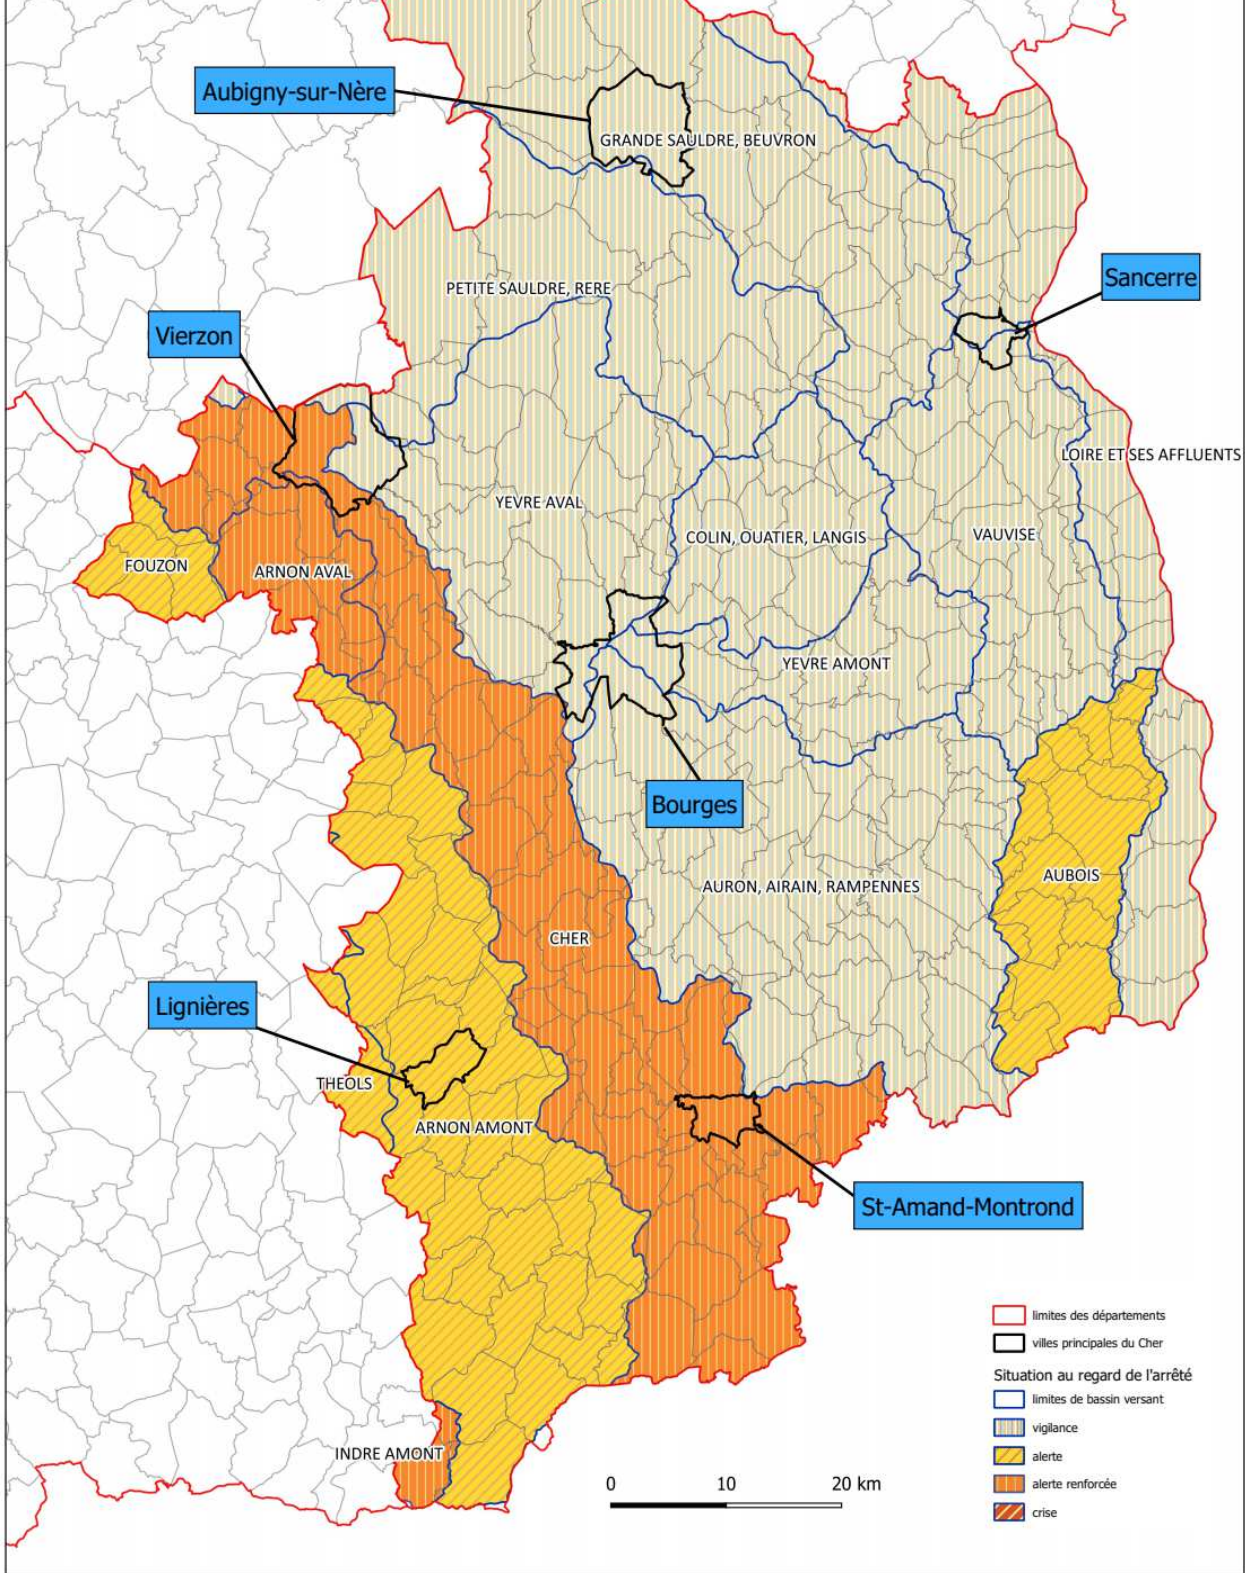 Aubigny-sur-Nère
GRANDE SAULDRE, BEUVRON
Sancerre
PETITE SAULDRE, RERE
Vierzon
LOIRE ET SES AFFLUENTS
YEVRE AVAL
COLIN, OUATIER, LANGIS
VAUVISE
FOUZON
ARNON AVAL
YEVRE AMONT
Bourges
AUBOIS
AURON, AIRAIN, RAMPENNES
CHER
Lignières
THEOLS
ARNON AMONT
St-Amand-Montrond
INDRE AMONT
0 10 20 km
limites des départements
villes principales du Cher
Situation au regard de l'arrêté
limites de bassin versant
vigilance
alerte
alerte renforcée
crise